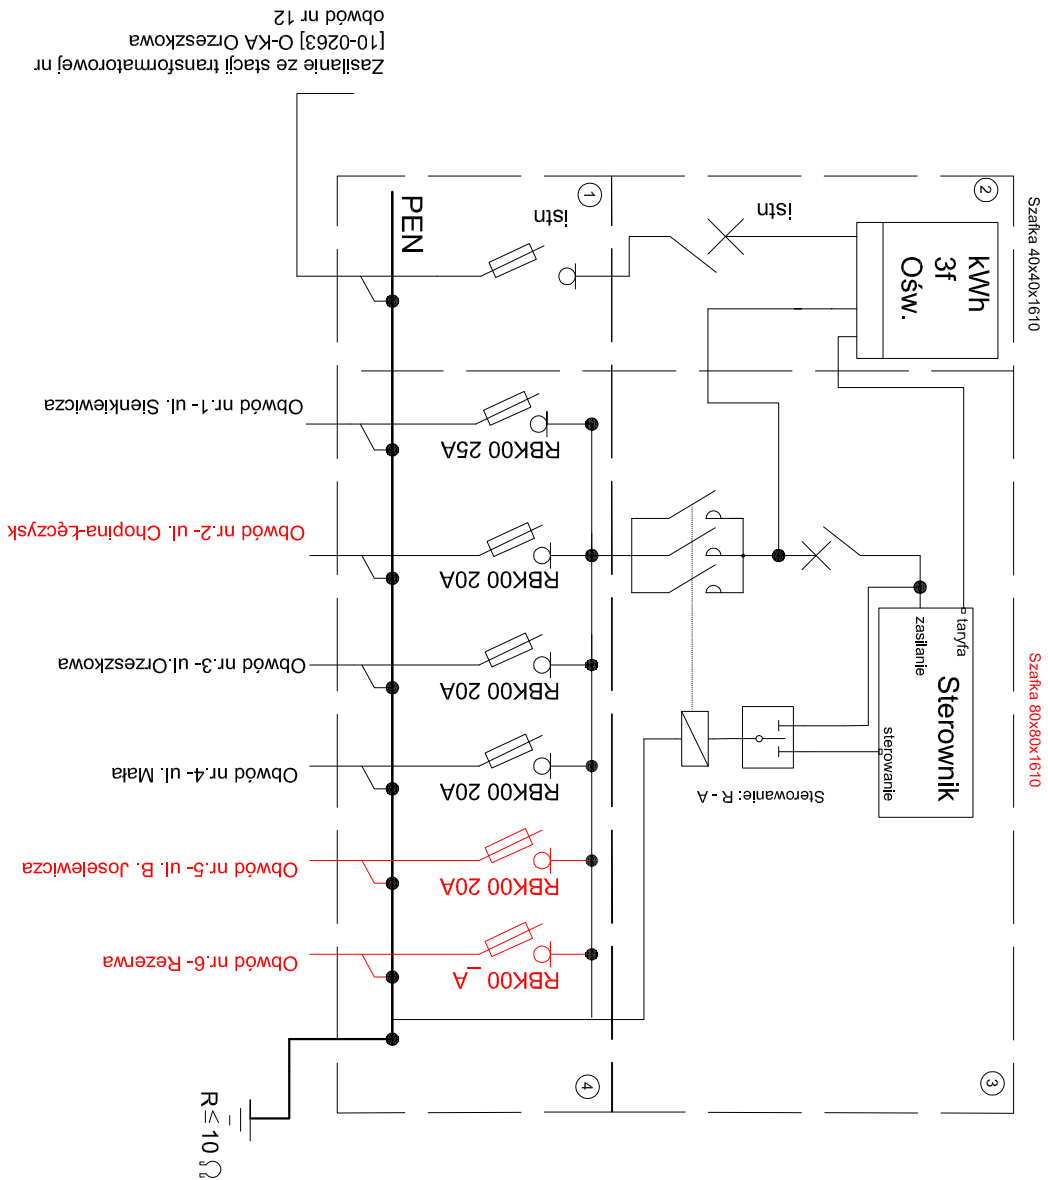 Zasilanie ze stacji transformatorowej nr
[10-0263] O-KA Orzeszkowa
obwód nr 12
PEN
istn
1
istn
2
kWh
3f
Ośw.
Szafka 40x40x1610
Obwód nr.1- ul. Sienkiewicza
RBK00 25A
Obwód nr.2- ul. Chopina-Łęczysk
RBK00 20A
Obwód nr.3- ul.Orzeszkowa
RBK00 20A
Obwód nr.4- ul. Mała
RBK00 20A
Obwód nr.5- ul. B. Joselewicza
RBK00 20A
Obwód nr.6- Rezerwa
RBK00 _A
taryfa
zasilanie
Sterownik
sterowanie
Sterowanie: R - A
Szafka 80x80x1610
4
3
R ≤ 10 Ω